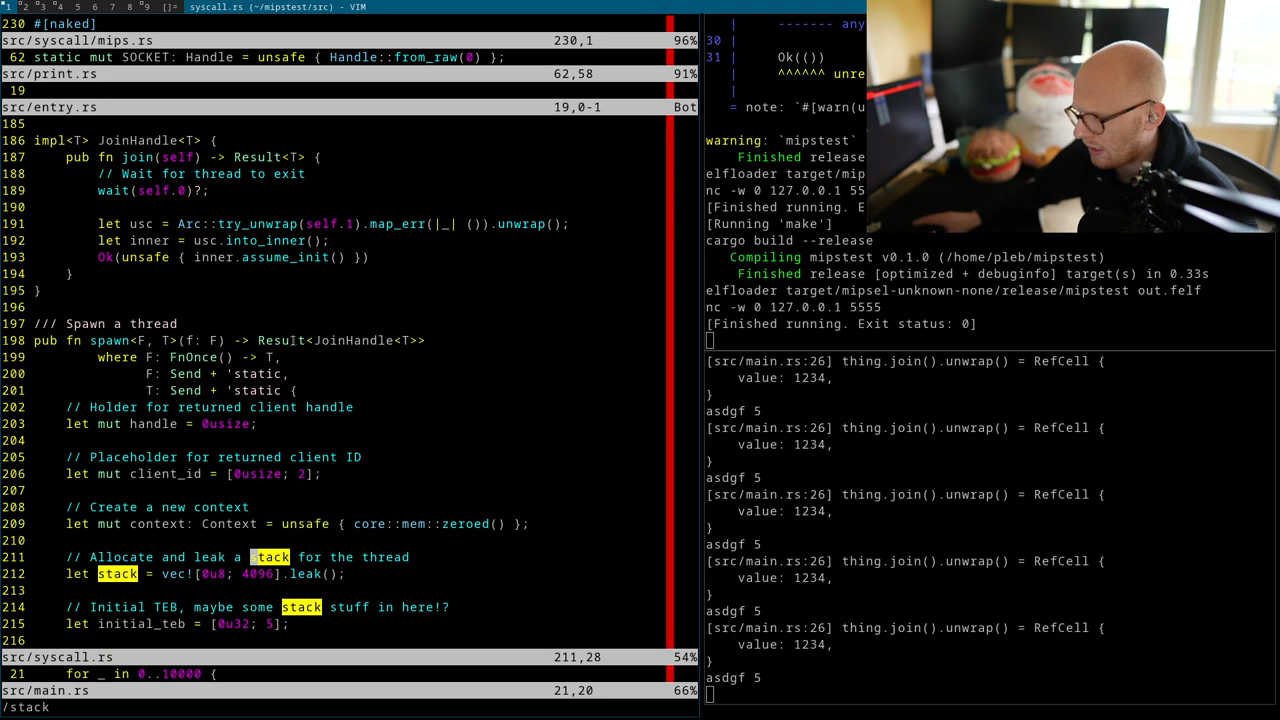 1 2 3 4 5 6 7 8 9 []= syscall.rs (~/mipstest/src) - VIM
230 #[naked]
src/syscall/mips.rs 230,1 96%
62 static mut SOCKET: Handle = unsafe { Handle::from_raw(0) };
src/print.rs 62,58 91%
19
src/entry.rs 19,0-1 Bot
185
186 impl<T> JoinHandle<T> {
187     pub fn join(self) -> Result<T> {
188         // Wait for thread to exit
189         wait(self.0)?;
190
191         let usc = Arc::try_unwrap(self.1).map_err(|_| ()).unwrap();
192         let inner = usc.into_inner();
193         Ok(unsafe { inner.assume_init() })
194     }
195 }
196
197 /// Spawn a thread
198 pub fn spawn<F, T>(f: F) -> Result<JoinHandle<T>>
199         where F: FnOnce() -> T,
200               F: Send + 'static,
201               T: Send + 'static {
202     // Holder for returned client handle
203     let mut handle = 0usize;
204
205     // Placeholder for returned client ID
206     let mut client_id = [0usize; 2];
207
208     // Create a new context
209     let mut context: Context = unsafe { core::mem::zeroed() };
210
211     // Allocate and leak a stack for the thread
212     let stack = vec![0u8; 4096].leak();
213
214     // Initial TEB, maybe some stack stuff in here!?
215     let initial_teb = [0u32; 5];
216
src/syscall.rs 211,28 54%
21     for _ in 0..10000 {
src/main.rs 21,20 66%
/stack
|     ------- any
30 |
31 |     Ok(())
|     ^^^^^^ unre
|
= note: `#[warn(u
warning: `mipstest`
Finished release
elfloader target/mip
nc -w 0 127.0.0.1 55
[Finished running. E
[Running 'make']
cargo build --release
Compiling mipstest v0.1.0 (/home/pleb/mipstest)
Finished release [optimized + debuginfo] target(s) in 0.33s
elfloader target/mipsel-unknown-none/release/mipstest out.felf
nc -w 0 127.0.0.1 5555
[Finished running. Exit status: 0]
[src/main.rs:26] thing.join().unwrap() = RefCell {
    value: 1234,
}
asdgf 5
[src/main.rs:26] thing.join().unwrap() = RefCell {
    value: 1234,
}
asdgf 5
[src/main.rs:26] thing.join().unwrap() = RefCell {
    value: 1234,
}
asdgf 5
[src/main.rs:26] thing.join().unwrap() = RefCell {
    value: 1234,
}
asdgf 5
[src/main.rs:26] thing.join().unwrap() = RefCell {
    value: 1234,
}
asdgf 5